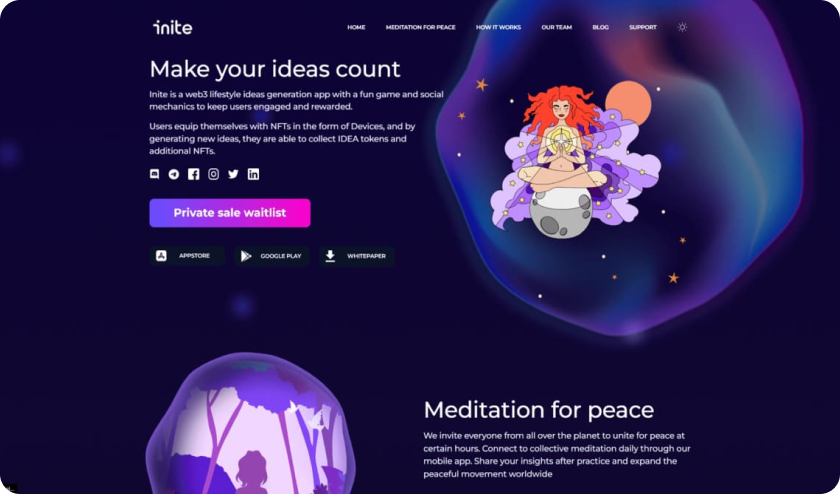 inite
HOME MEDITATION FOR PEACE HOW IT WORKS OUR TEAM BLOG SUPPORT
Make your ideas count
Inite is a web3 lifestyle ideas generation app with a fun game and social
mechanics to keep users engaged and rewarded.
Users equip themselves with NFTs in the form of Devices, and by
generating new ideas, they are able to collect IDEA tokens and
additional NFTs.
Private sale waitlist
APPSTORE GOOGLE PLAY WHITEPAPER
Meditation for peace
We invite everyone from all over the planet to unite for peace at
certain hours. Connect to collective meditation daily through our
mobile app. Share your insights after practice and expand the
peaceful movement worldwide